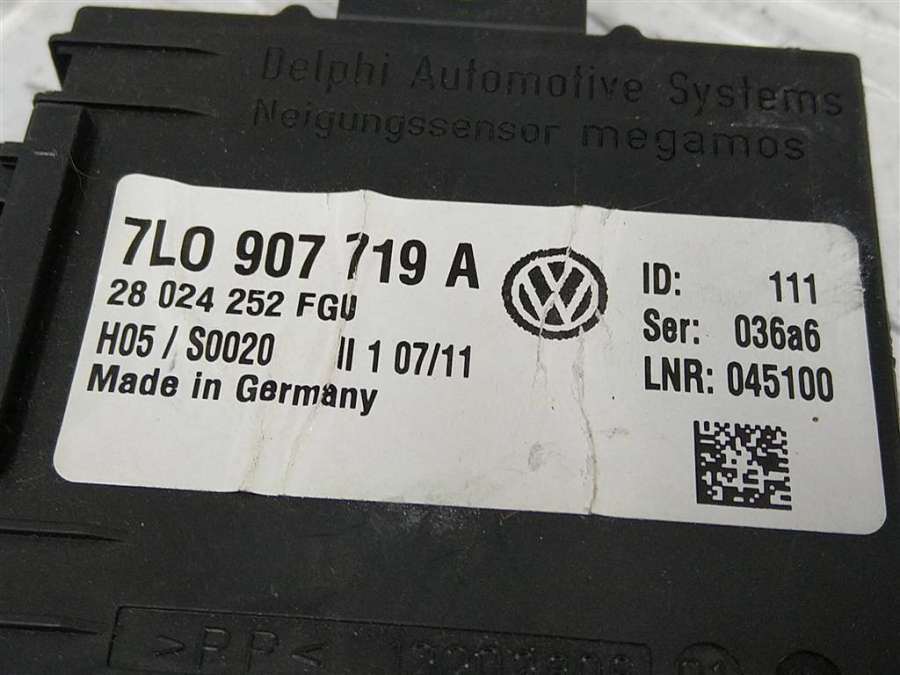 Delphi Automotive Systems
Neigungssensor megamos
7L0 907 719 A
28 024 252 FGU
H05 / S0020 II 1 07/11
Made in Germany
VW
ID: 111
Ser: 036a6
LNR: 045100
>PP<